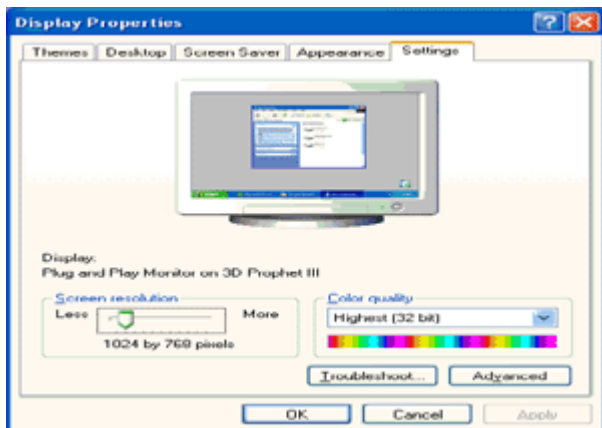 Display Properties
Themes Desktop Screen Saver Appearance Settings
Display:
Plug and Play Monitor on 3D Prophet III
Screen resolution
Less More
1024 by 768 pixels
Color quality
Highest (32 bit)
Troubleshoot... Advanced
OK Cancel Apply